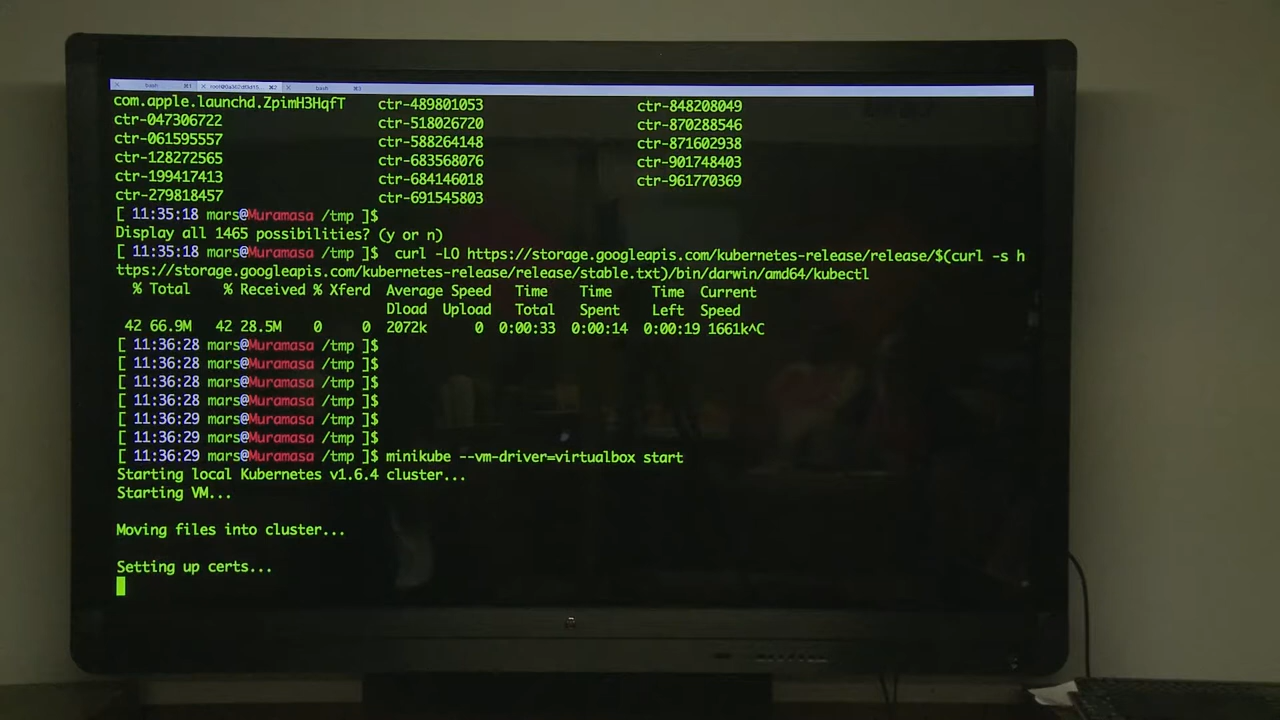 bash ⌘1 root@0a362df9d15... ⌘2 bash ⌘3
com.apple.launchd.ZpimH3HqfT ctr-489801053 ctr-848208049
ctr-047306722 ctr-518026720 ctr-870288546
ctr-061595557 ctr-588264148 ctr-871602938
ctr-128272565 ctr-683568076 ctr-901748403
ctr-199417413 ctr-684146018 ctr-961770369
ctr-279818457 ctr-691545803
[ 11:35:18 mars@Muramasa /tmp ]$
Display all 1465 possibilities? (y or n)
[ 11:35:18 mars@Muramasa /tmp ]$ curl -LO https://storage.googleapis.com/kubernetes-release/release/$(curl -s h
ttps://storage.googleapis.com/kubernetes-release/release/stable.txt)/bin/darwin/amd64/kubectl
% Total % Received % Xferd Average Speed Time Time Time Current
Dload Upload Total Spent Left Speed
42 66.9M 42 28.5M 0 0 2072k 0 0:00:33 0:00:14 0:00:19 1661k^C
[ 11:36:28 mars@Muramasa /tmp ]$
[ 11:36:28 mars@Muramasa /tmp ]$
[ 11:36:28 mars@Muramasa /tmp ]$
[ 11:36:28 mars@Muramasa /tmp ]$
[ 11:36:29 mars@Muramasa /tmp ]$
[ 11:36:29 mars@Muramasa /tmp ]$
[ 11:36:29 mars@Muramasa /tmp ]$ minikube --vm-driver=virtualbox start
Starting local Kubernetes v1.6.4 cluster...
Starting VM...
Moving files into cluster...
Setting up certs...